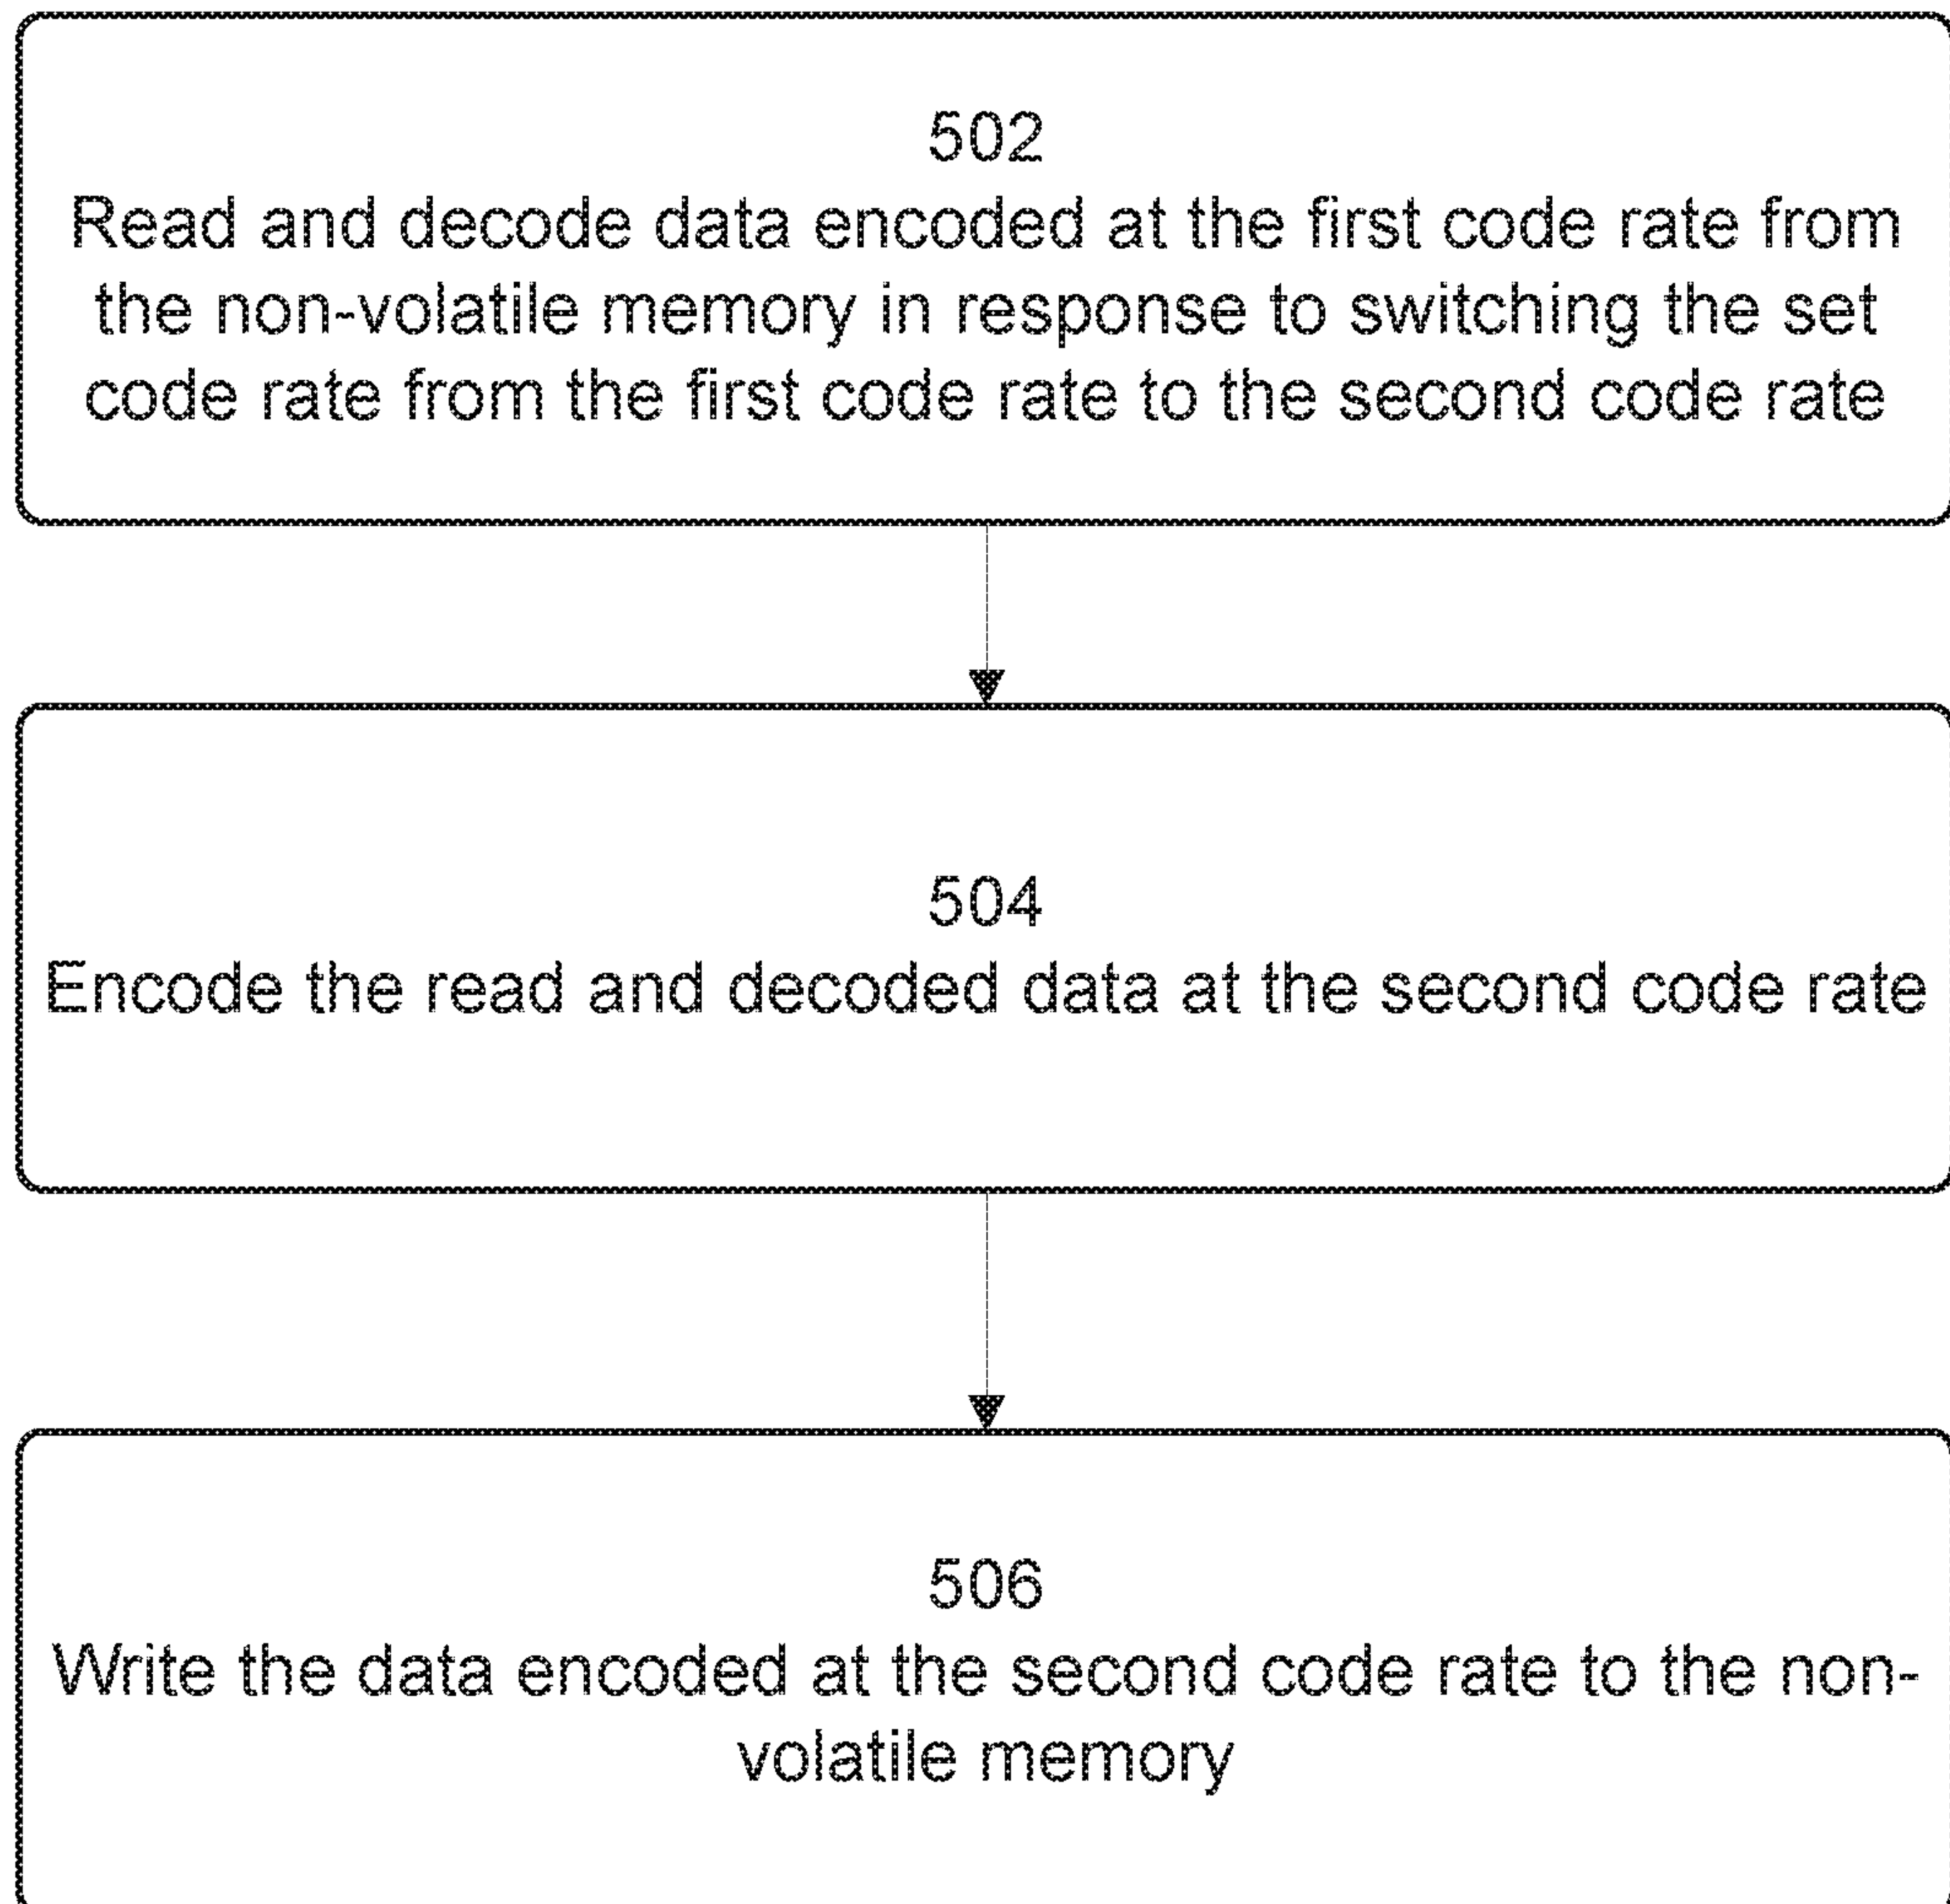 502
Read and decode data encoded at the first code rate from
the non-volatile memory in response to switching the set
code rate from the first code rate to the second code rate
504
Encode the read and decoded data at the second code rate
506
Write the data encoded at the second code rate to the non-
volatile memory